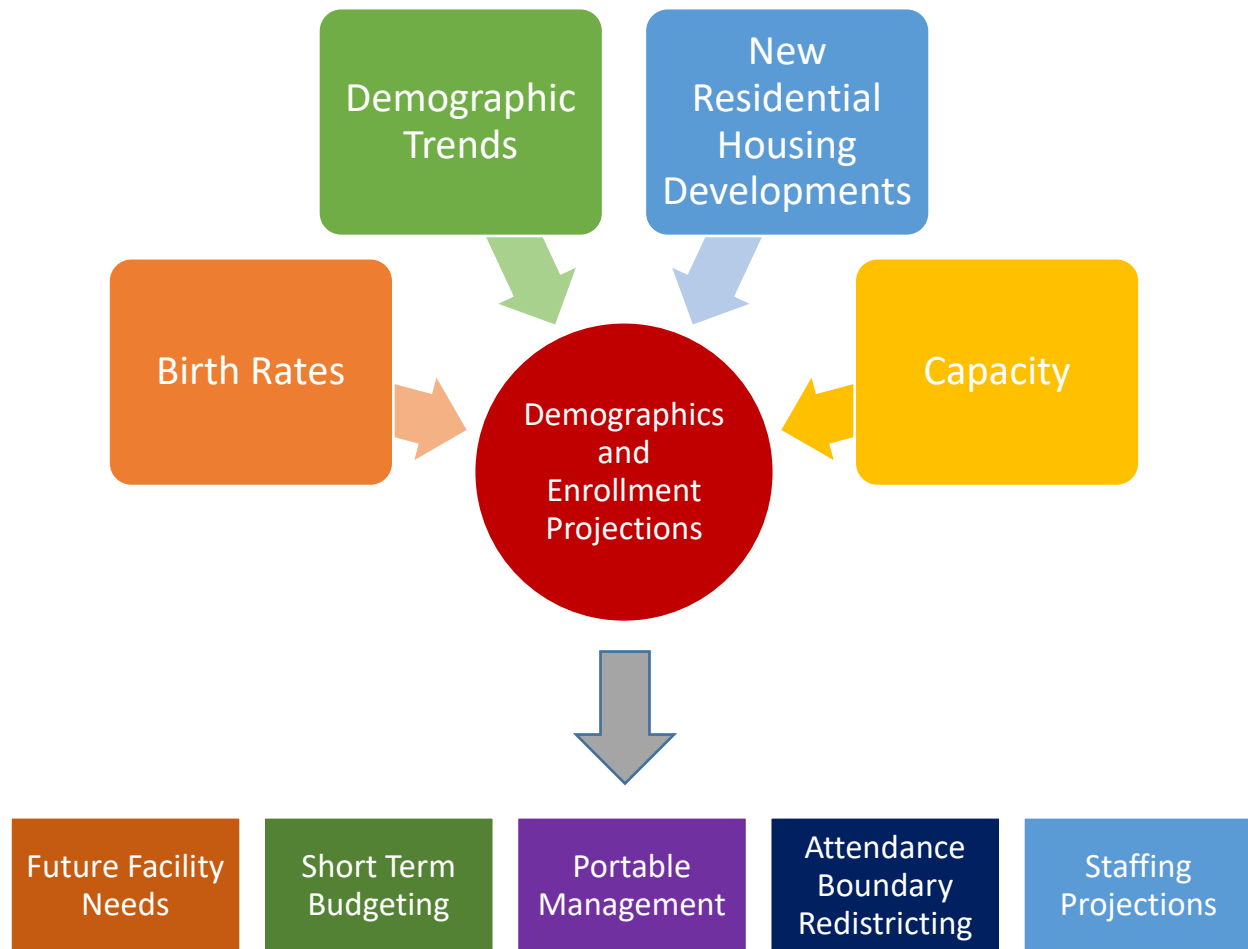 Demographic
Trends
New
Residential
Housing
Developments
Birth Rates
Capacity
Demographics
and
Enrollment
Projections
Future Facility
Needs
Short Term
Budgeting
Portable
Management
Attendance
Boundary
Redistricting
Staffing
Projections